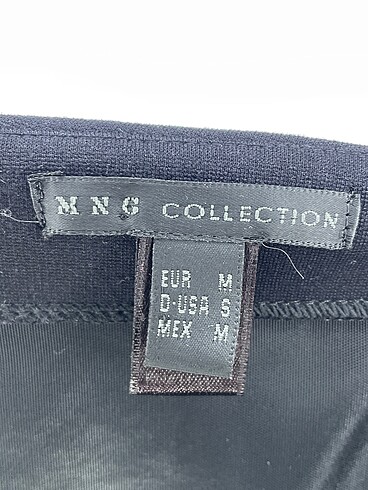 MNG COLLECTION
EUR M
D·USA S
MEX M